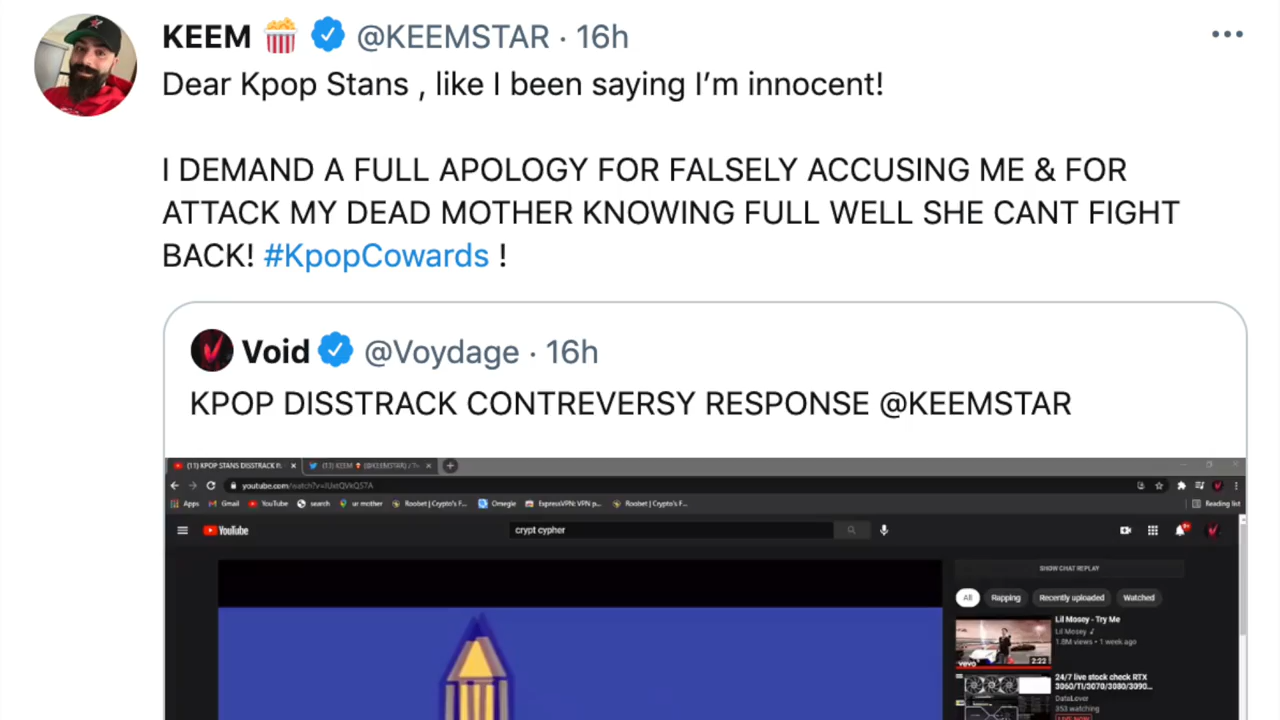 KEEM 🍿 @KEEMSTAR · 16h
Dear Kpop Stans , like I been saying I’m innocent!
I DEMAND A FULL APOLOGY FOR FALSELY ACCUSING ME & FOR
ATTACK MY DEAD MOTHER KNOWING FULL WELL SHE CANT FIGHT
BACK! #KpopCowards !
Void @Voydage · 16h
KPOP DISSTRACK CONTREVERSY RESPONSE @KEEMSTAR
(11) KPOP STANS DISSTRACK F. (13) KEEM (@KEEMSTAR) / Tw
youtube.com/watch?v=
Apps Gmail YouTube search ur mother Roobet | Crypto's F... Omegle ExpressVPN: VPN p... Roobet | Crypto's F... Reading list
YouTube crypt cypher 9+
SHOW CHAT REPLAY
All Rapping Recently uploaded Watched
Lil Mosey - Try Me
Lil Mosey
1.8M views • 1 week ago
vevo 2:22
24/7 live stock check RTX
3060/TI/3070/3080/3090...
DataLover
353 watching
LIVE NOW